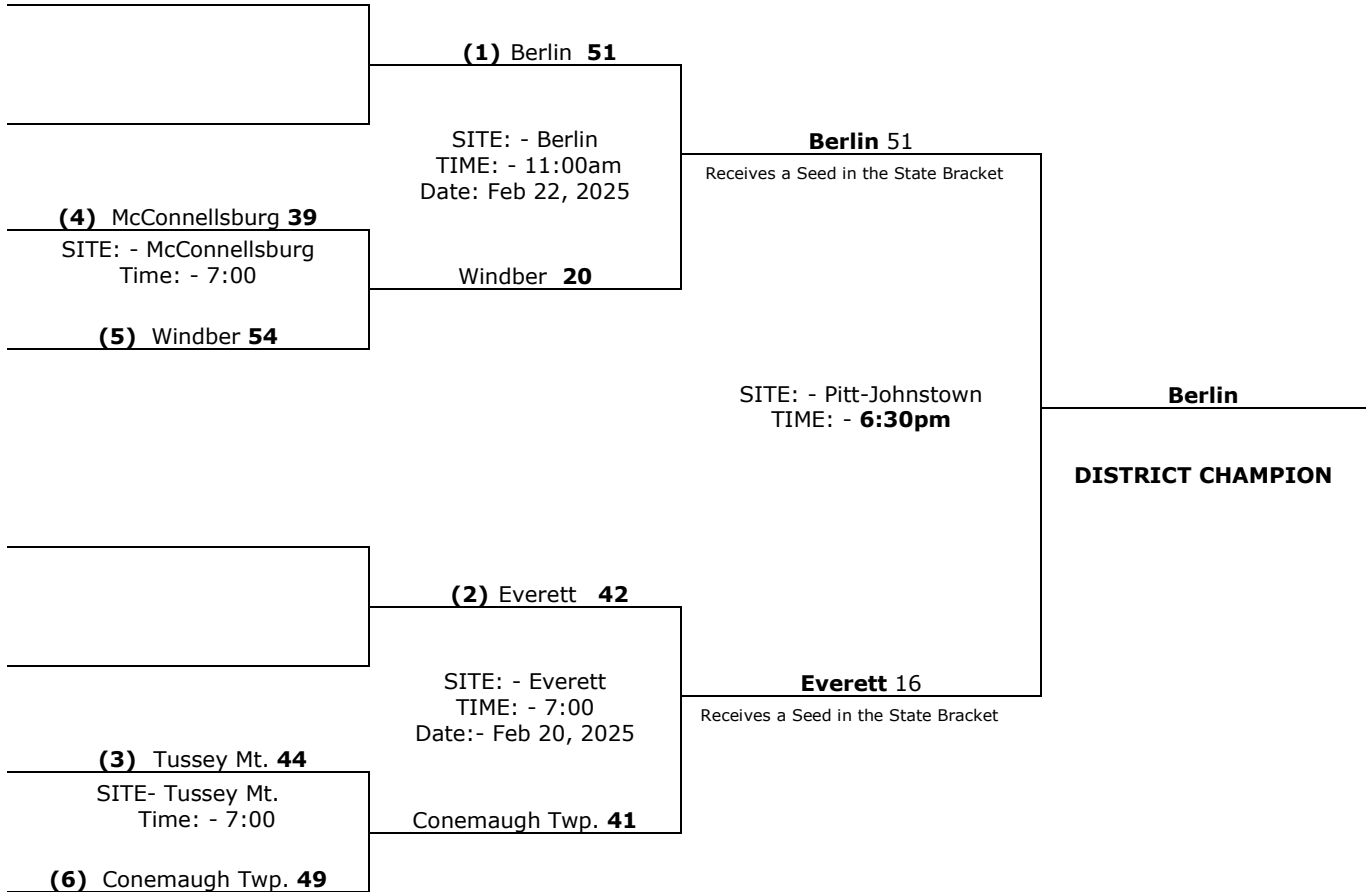 (1) Berlin 51
SITE: - Berlin
TIME: - 11:00am
Date: Feb 22, 2025
Berlin 51
Receives a Seed in the State Bracket
(4) McConnellsburg 39
SITE: - McConnellsburg
Time: - 7:00
Windber 20
(5) Windber 54
SITE: - Pitt-Johnstown
TIME: - 6:30pm
Berlin
DISTRICT CHAMPION
(2) Everett 42
SITE: - Everett
TIME: - 7:00
Date:- Feb 20, 2025
Everett 16
Receives a Seed in the State Bracket
(3) Tussey Mt. 44
SITE- Tussey Mt.
Time: - 7:00
Conemaugh Twp. 41
(6) Conemaugh Twp. 49